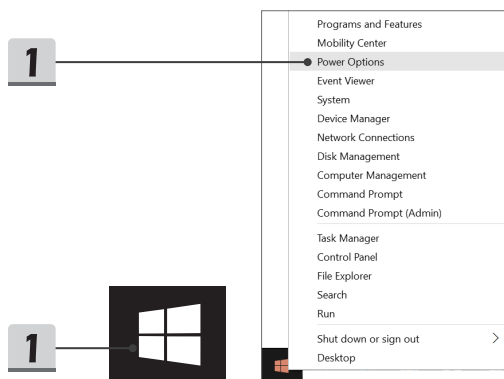 1
Programs and Features
Mobility Center
Power Options
Event Viewer
System
Device Manager
Network Connections
Disk Management
Computer Management
Command Prompt
Command Prompt (Admin)
Task Manager
Control Panel
File Explorer
Search
Run
Shut down or sign out
Desktop
1